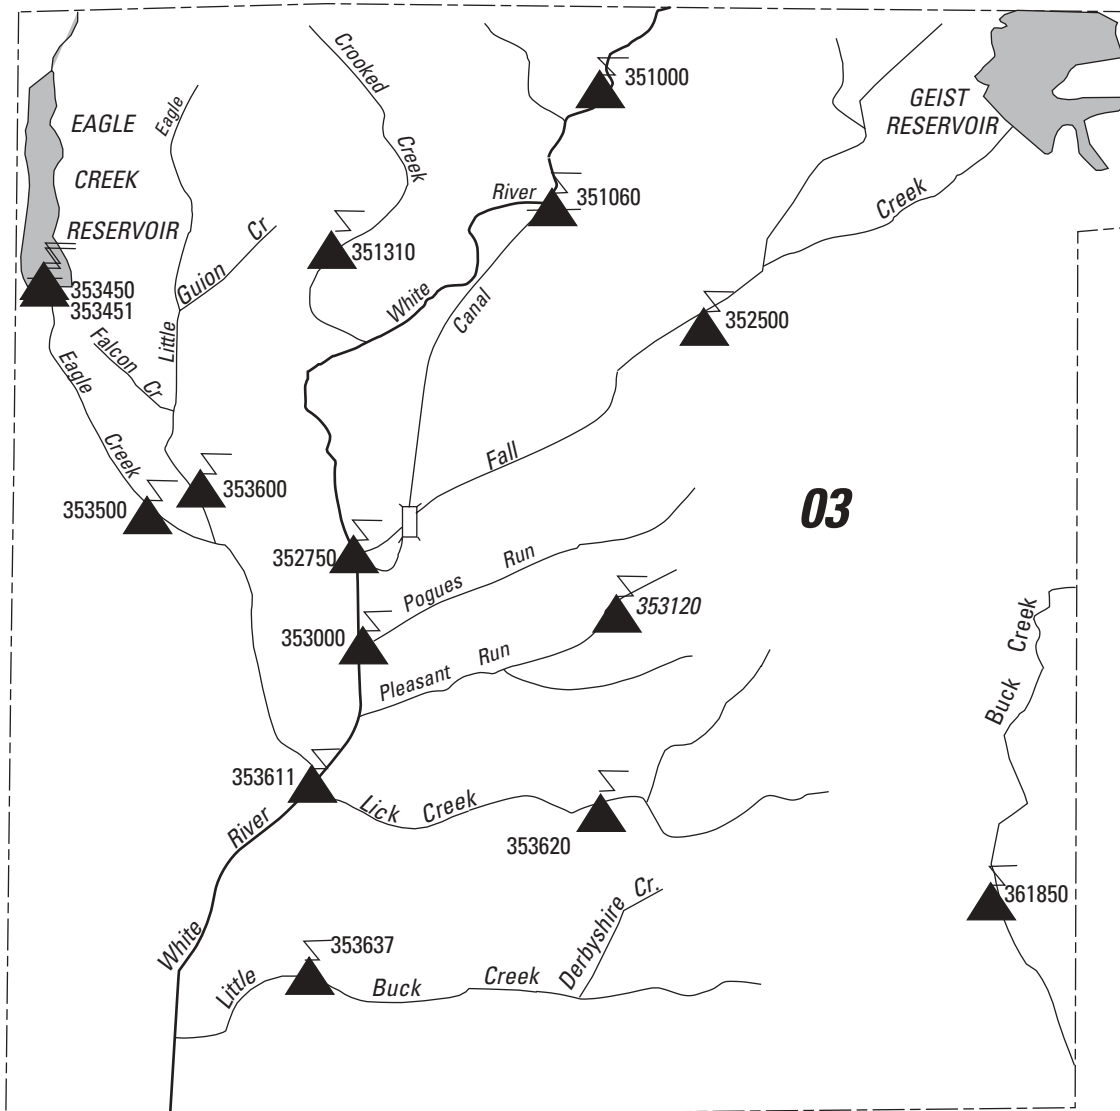 351000
Crooked
Creek
EAGLE
CREEK
RESERVOIR
Eagle
GEIST
RESERVOIR
River
351060
Creek
Guion Cr
351310
353450
353451
White
Canal
Little
352500
Falcon Cr
Eagle
Creek
Fall
353600
353500
03
352750
Pogues Run
353120
353000
Pleasant Run
Buck Creek
353611
Lick Creek
353620
River
White
361850
353637
Derbyshire Cr.
Little Buck Creek